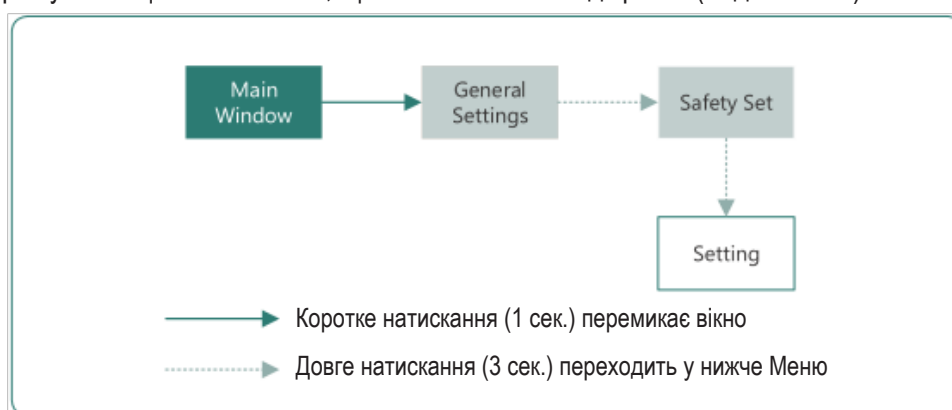 Main
Window
General
Settings
Safety Set
Setting
Коротке натискання (1 сек.) перемикає вікно
Довге натискання (3 сек.) переходить у нижче Меню